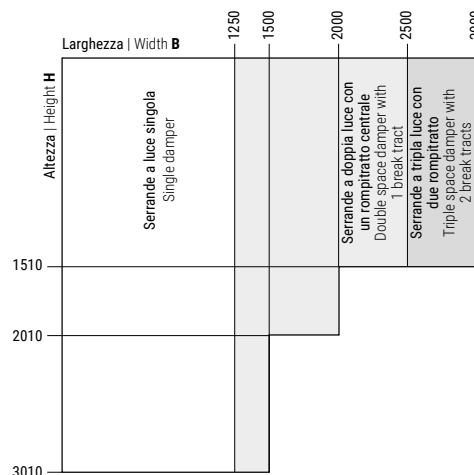 Larghezza | Width B
1250
1500
2000
2500
3000
Altezza | Height H
Serrande a luce singola
Single damper
Serrande a doppia luce con
un rompitratto centrale
Double space damper with
1 break tract
Serrande a tripla luce con
due rompitratto
Triple space damper with
2 break tracts
1510
2010
3010